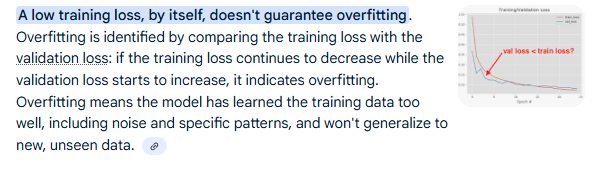 A low training loss, by itself, doesn't guarantee overfitting.
Overfitting is identified by comparing the training loss with the
validation loss: if the training loss continues to decrease while the
validation loss starts to increase, it indicates overfitting.
Overfitting means the model has learned the training data too
well, including noise and specific patterns, and won't generalize to
new, unseen data.
Training/Validation Loss
val loss < train loss?
Epoch #